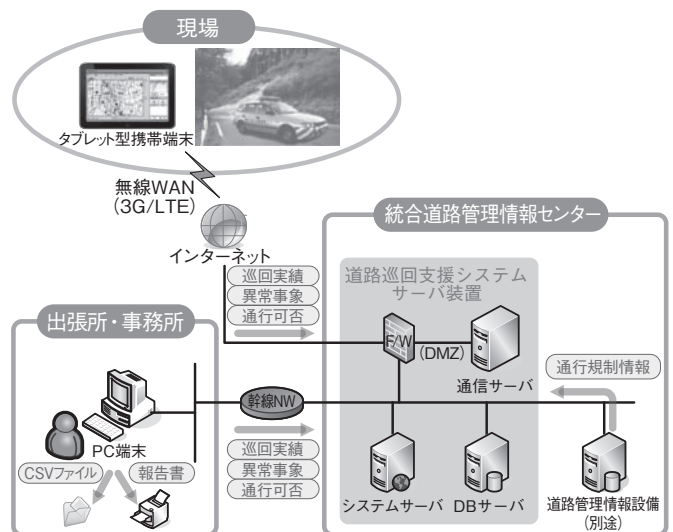 現場
タブレット型携帯端末
無線WAN
(3G/LTE)
インターネット
統合道路管理情報センター
巡回実績
異常事象
通行可否
道路巡回支援システム
サーバ装置
出張所・事務所
F/W
(DMZ)
通信サーバ
通行規制情報
幹線NW
PC端末
CSVファイル
報告書
巡回実績
異常事象
通行可否
システムサーバ
DBサーバ
道路管理情報設備
(別途)